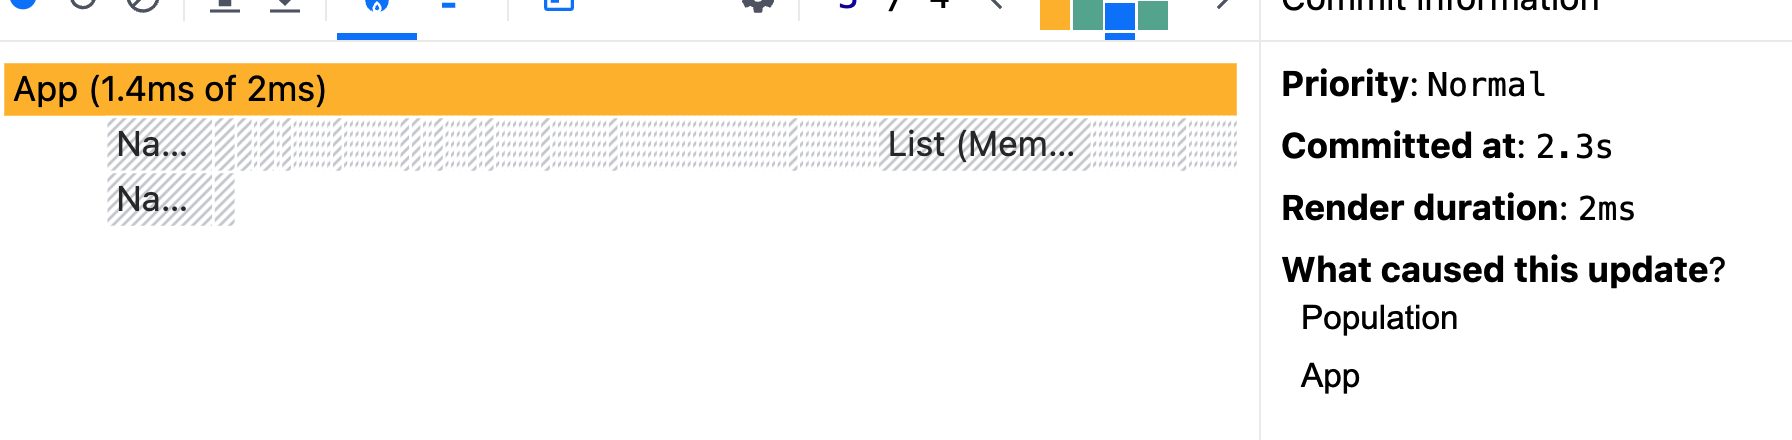 3 / 4
Commit information
App (1.4ms of 2ms)
Na...
List (Mem...
Na...
Priority: Normal
Committed at: 2.3s
Render duration: 2ms
What caused this update?
Population
App